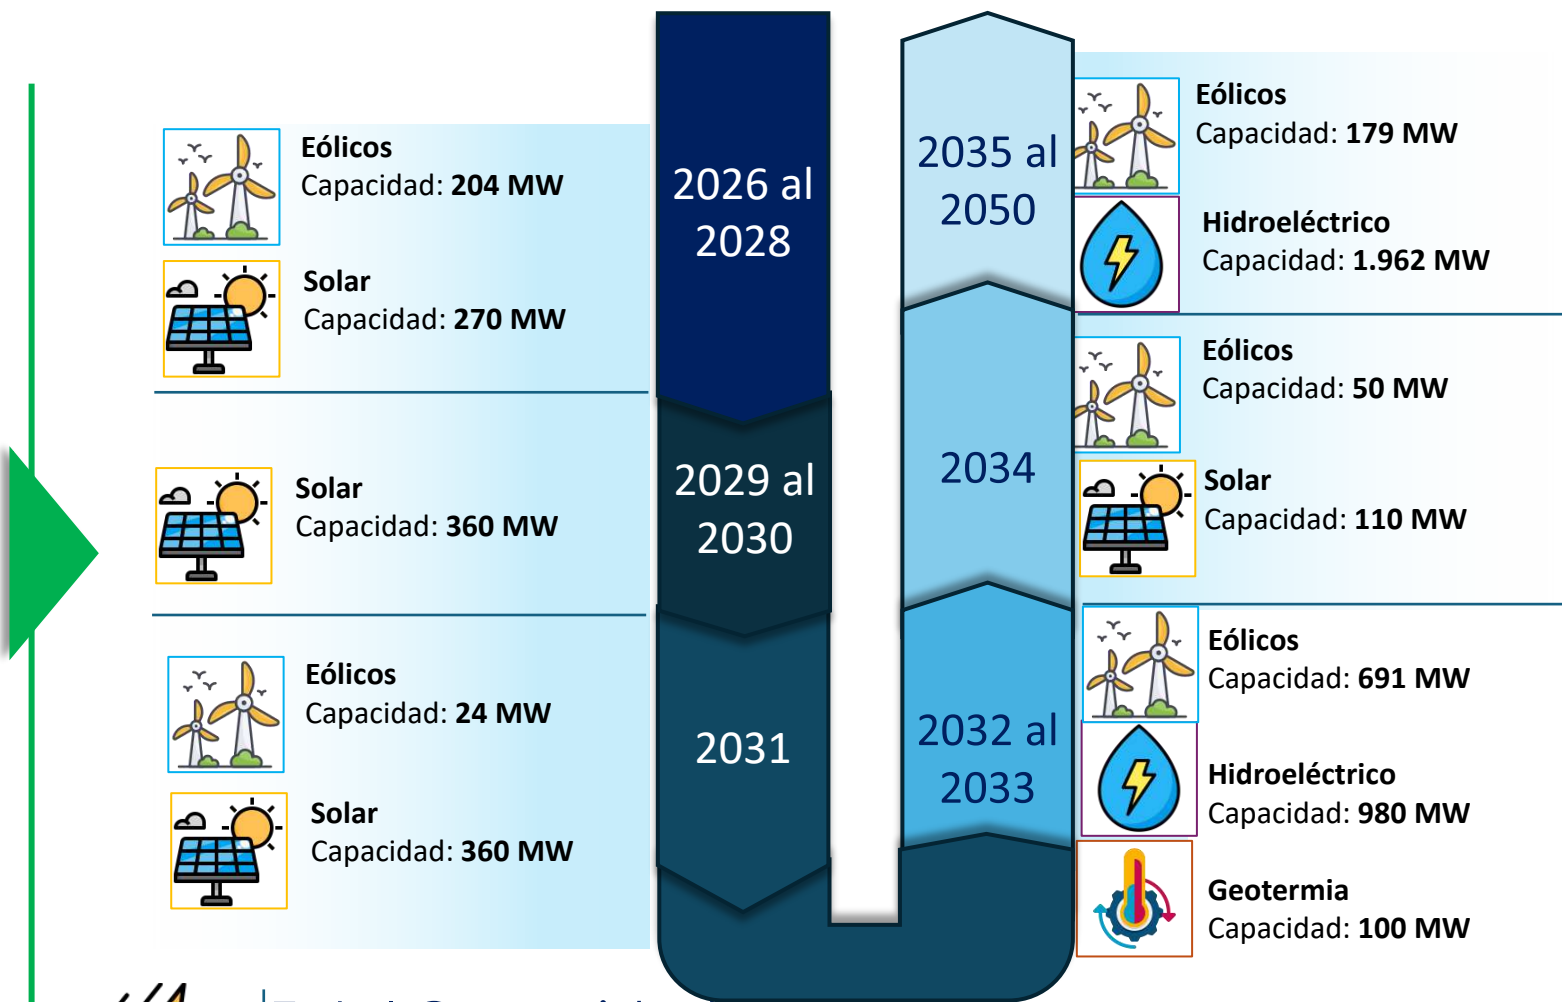 Eólicos
Capacidad: 204 MW
Solar
Capacidad: 270 MW
2026 al
2028
Solar
Capacidad: 360 MW
2029 al
2030
Eólicos
Capacidad: 24 MW
Solar
Capacidad: 360 MW
2031
2035 al
2050
Eólicos
Capacidad: 179 MW
Hidroeléctrico
Capacidad: 1.962 MW
2034
Eólicos
Capacidad: 50 MW
Solar
Capacidad: 110 MW
2032 al
2033
Eólicos
Capacidad: 691 MW
Hidroeléctrico
Capacidad: 980 MW
Geotermia
Capacidad: 100 MW